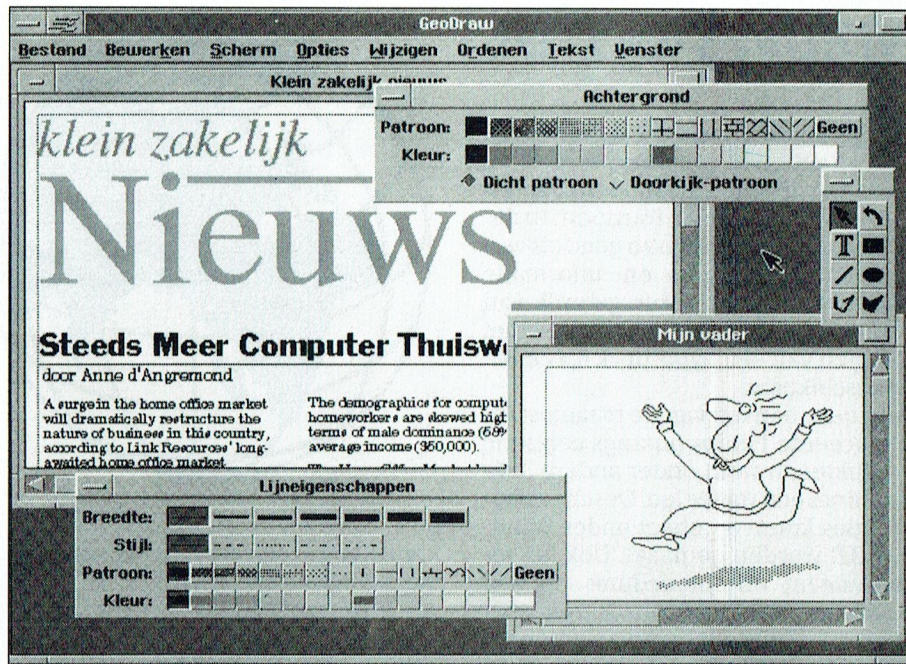 GeoDraw
Bestand Bewerken Scherm Opties Wijzigen Ordenen Tekst Venster
Klein zakelijk nieuws
klein zakelijk
Nieuws
Steeds Meer Computer Thuisw
door Anne d'Angremond
A surge in the home office market
will dramatically restructure the
nature of business in this country,
according to Link Resources' long-
awaited home office market
The demographics for compute
homeworkers are skewed high
terms of male dominance (58%
average income ($50,000).
Achtergrond
Patroon: Geen
Kleur:
Dicht patroon Doorkijk-patroon
T
Mijn vader
Lijneigenschappen
Breedte:
Stijl:
Patroon: Geen
Kleur: